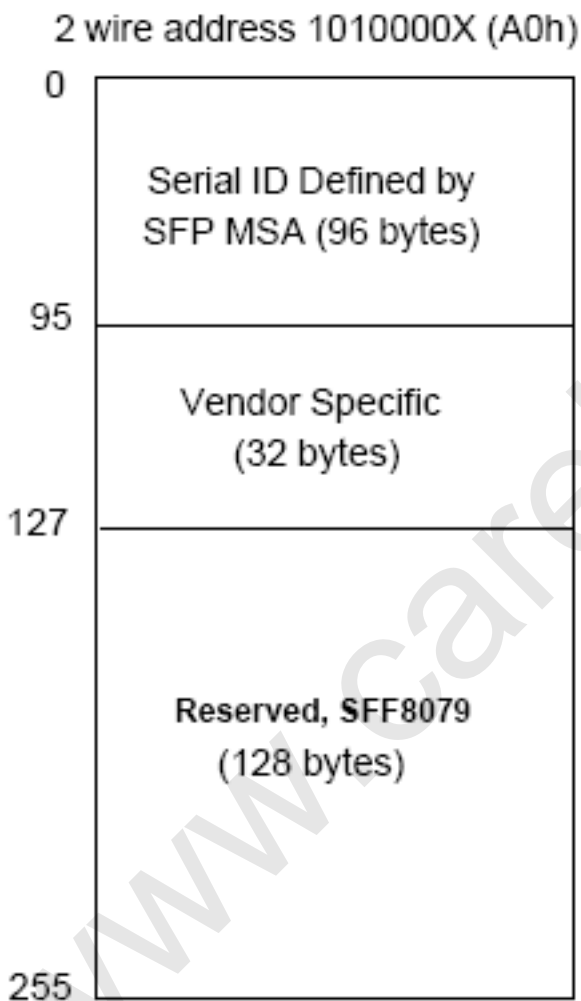 2 wire address 1010000X (A0h)
0
Serial ID Defined by
SFP MSA (96 bytes)
95
Vendor Specific
(32 bytes)
127
Reserved, SFF8079
(128 bytes)
255